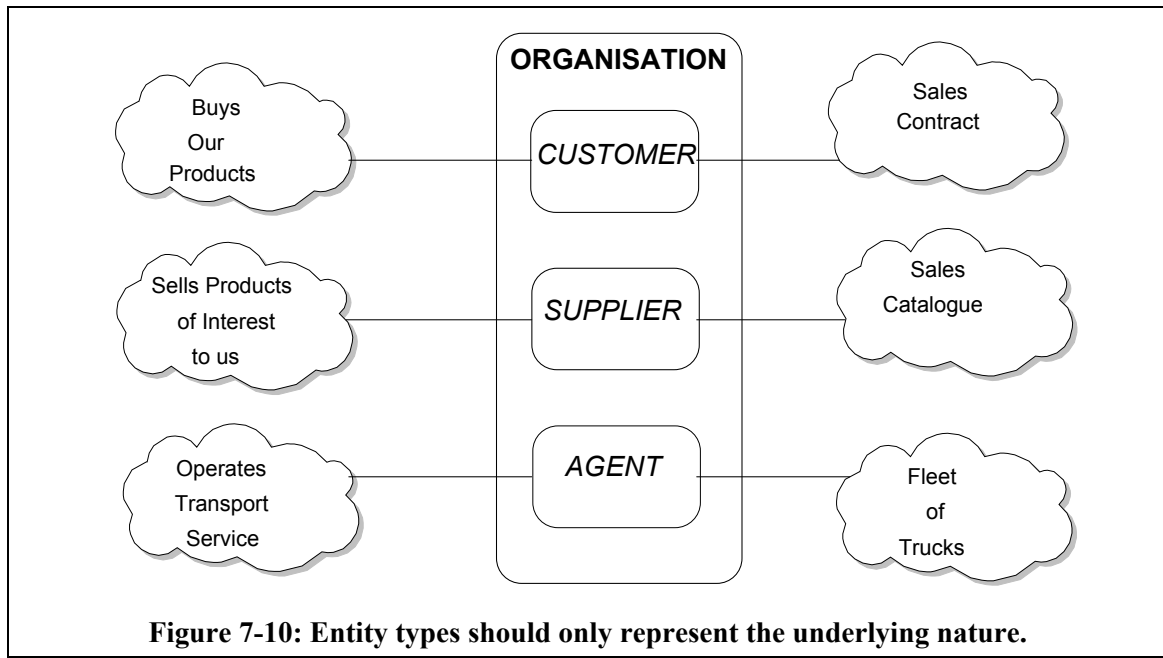 ORGANISATION
Buys
Our
Products
CUSTOMER
Sales
Contract
Sells Products
of Interest
to us
SUPPLIER
Sales
Catalogue
Operates
Transport
Service
AGENT
Fleet
of
Trucks
Figure 7-10: Entity types should only represent the underlying nature.